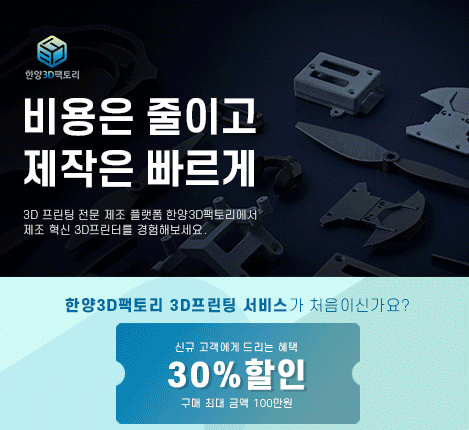 한양3D팩토리
비용은 줄이고
제작은 빠르게
3D 프린팅 전문 제조 플랫폼 한양3D팩토리에서
제조 혁신 3D프린터를 경험해보세요.
한양3D팩토리 3D프린팅 서비스가 처음이신가요?
신규 고객에게 드리는 혜택
30%할인
구매 최대 금액 100만원